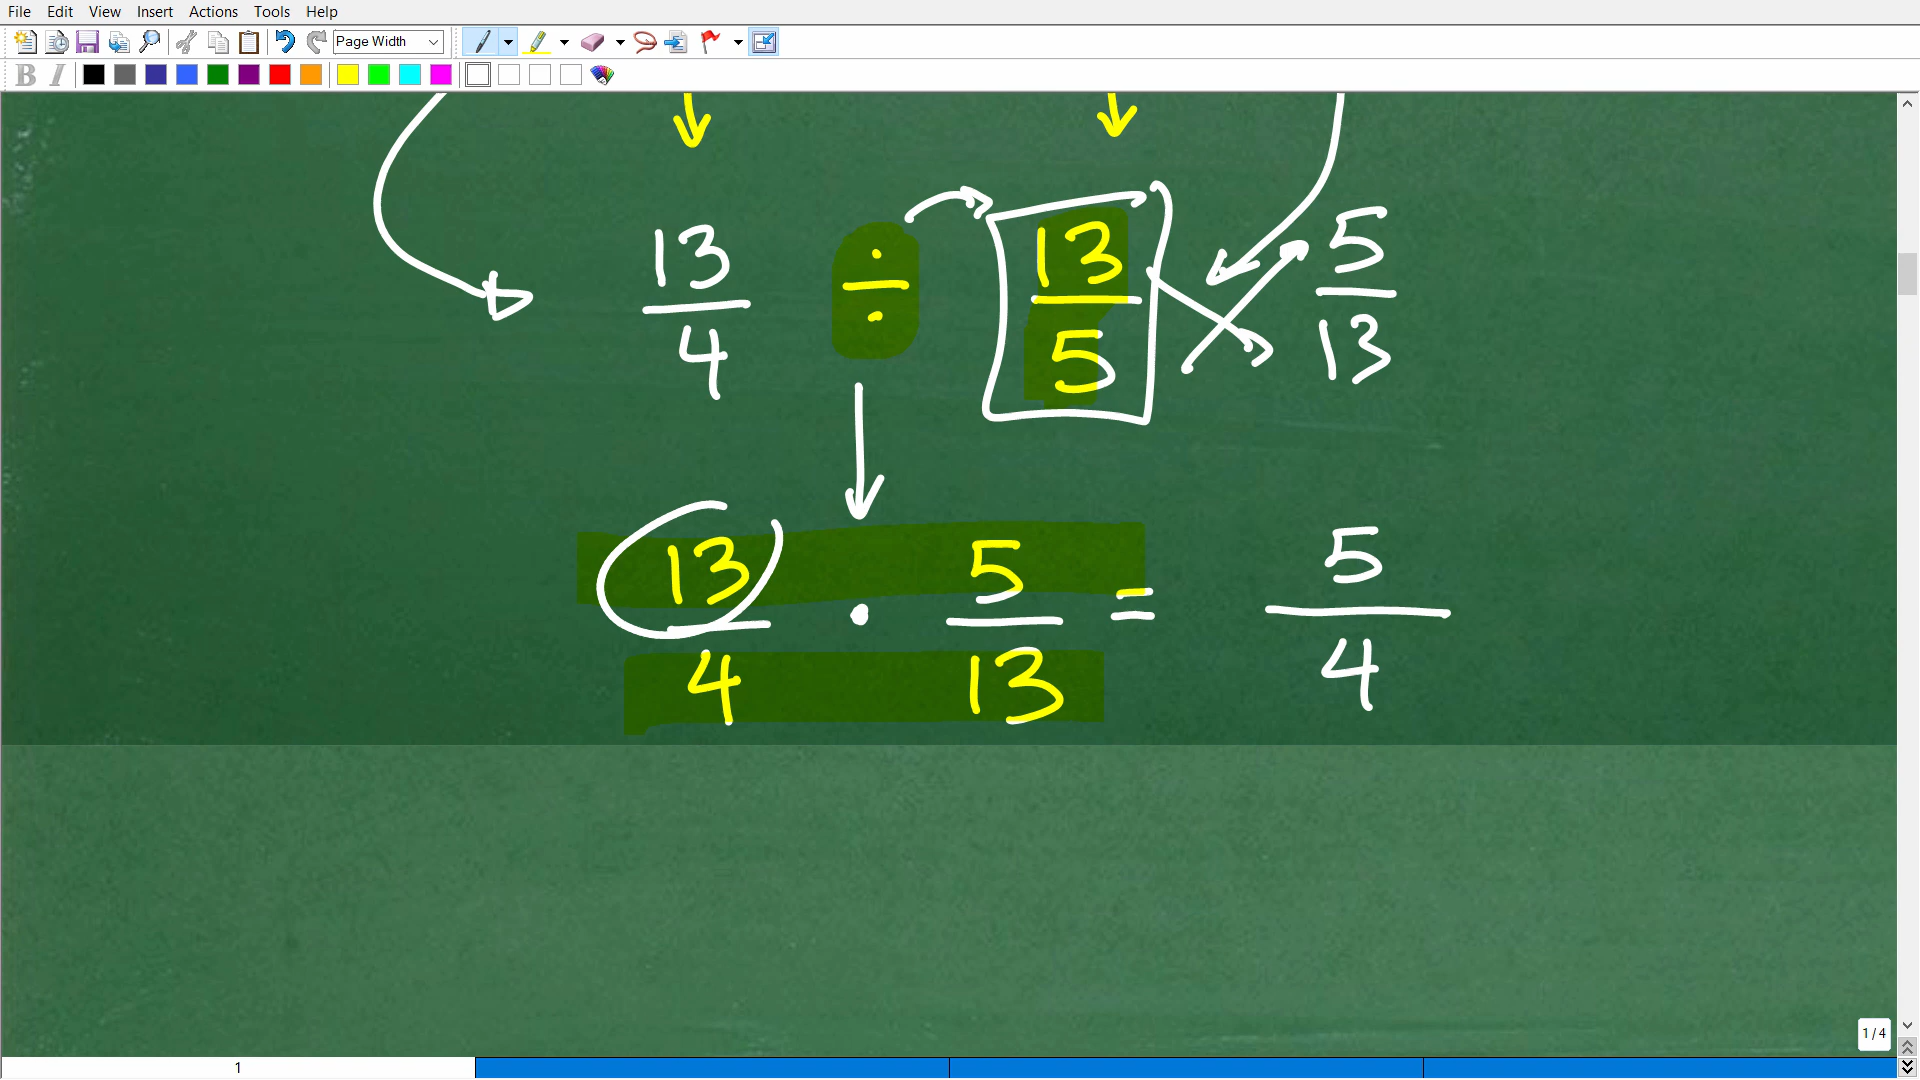 File Edit View Insert Actions Tools Help
Page Width
B I
13/4 ÷ 13/5 5/13
13/4 · 5/13 = 5/4
1 / 4
1